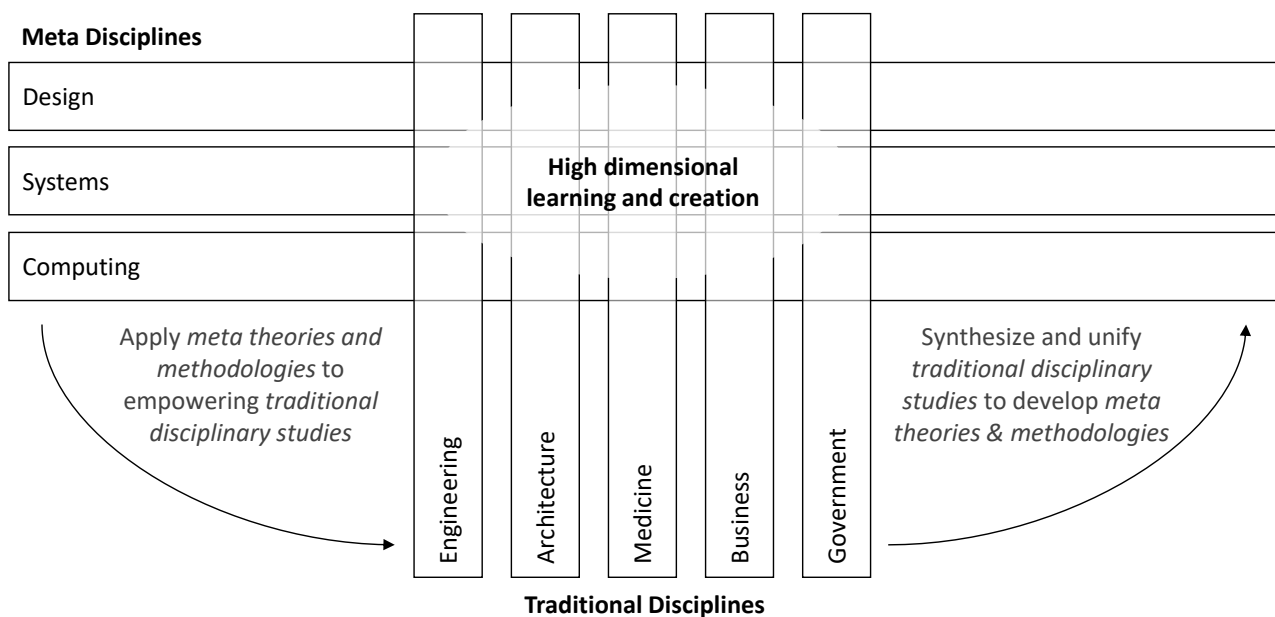 Meta Disciplines
Design
Systems
Computing
High dimensional
learning and creation
Apply meta theories and
methodologies to
empowering traditional
disciplinary studies
Synthesize and unify
traditional disciplinary
studies to develop meta
theories & methodologies
Engineering
Architecture
Medicine
Business
Government
Traditional Disciplines